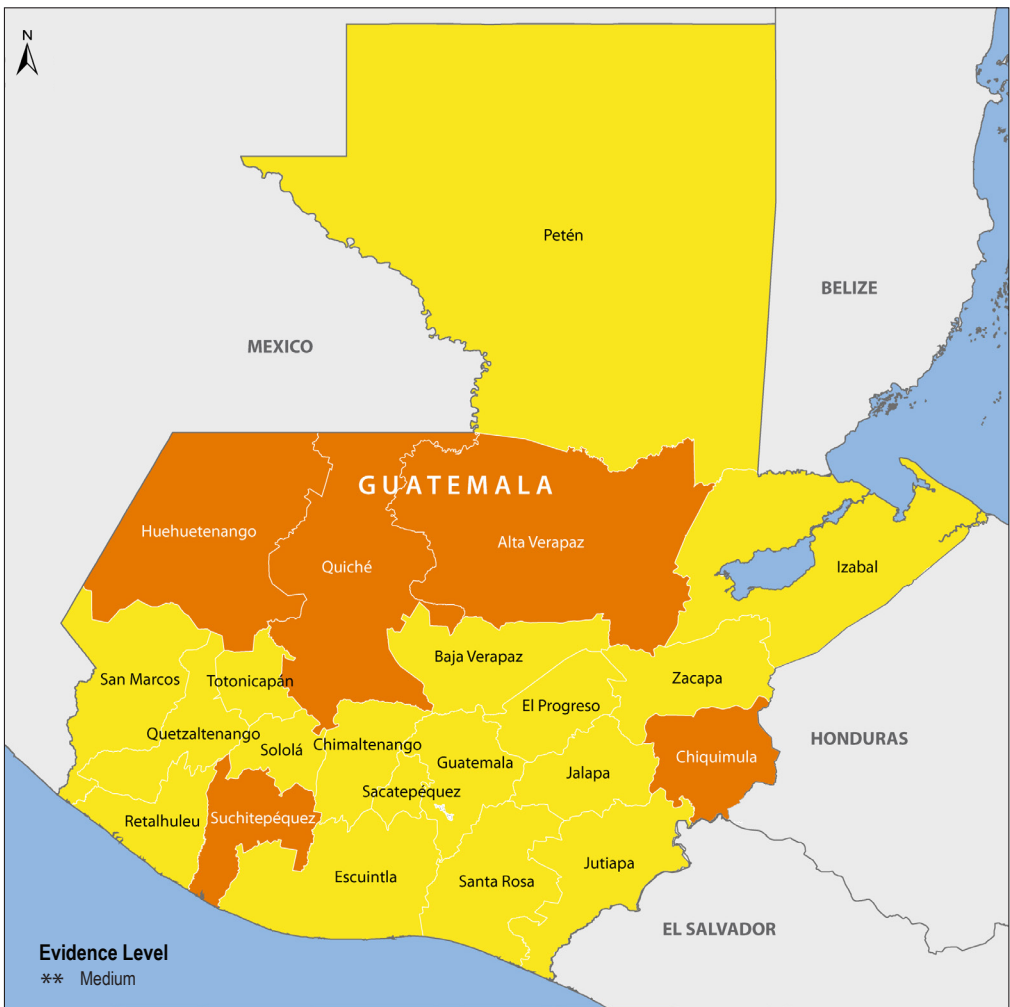 N
Petén
BELIZE
MEXICO
GUATEMALA
Huehuetenango
Alta Verapaz
Quiché
Izabal
Baja Verapaz
San Marcos
Totonicapán
Zacapa
El Progreso
Quetzaltenango
Sololá
Chimaltenango
HONDURAS
Guatemala
Chiquimula
Jalapa
Sacatepéquez
Retalhuleu
Suchitepéquez
Jutiapa
Escuintla
Santa Rosa
EL SALVADOR
Evidence Level
** Medium